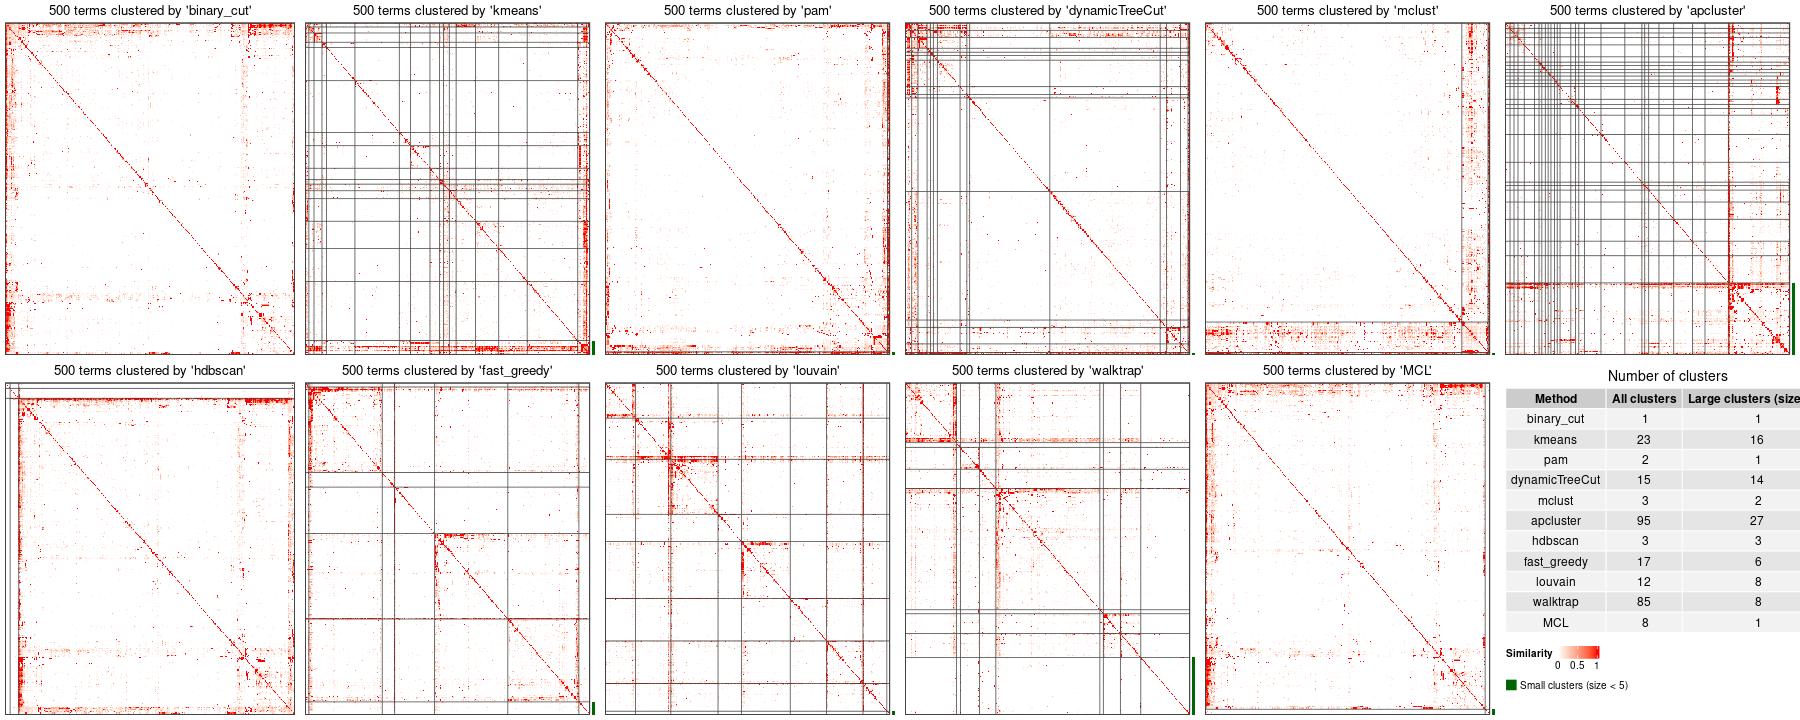 500 terms clustered by 'binary_cut'
500 terms clustered by 'kmeans'
500 terms clustered by 'pam'
500 terms clustered by 'dynamicTreeCut'
500 terms clustered by 'mclust'
500 terms clustered by 'apcluster'
500 terms clustered by 'hdbscan'
500 terms clustered by 'fast_greedy'
500 terms clustered by 'louvain'
500 terms clustered by 'walktrap'
500 terms clustered by 'MCL'
Number of clusters
Method All clusters Large clusters (size
binary_cut 1 1
kmeans 23 16
pam 2 1
dynamicTreeCut 15 14
mclust 3 2
apcluster 95 27
hdbscan 3 3
fast_greedy 17 6
louvain 12 8
walktrap 85 8
MCL 8 1
Similarity
0 0.5 1
Small clusters (size < 5)